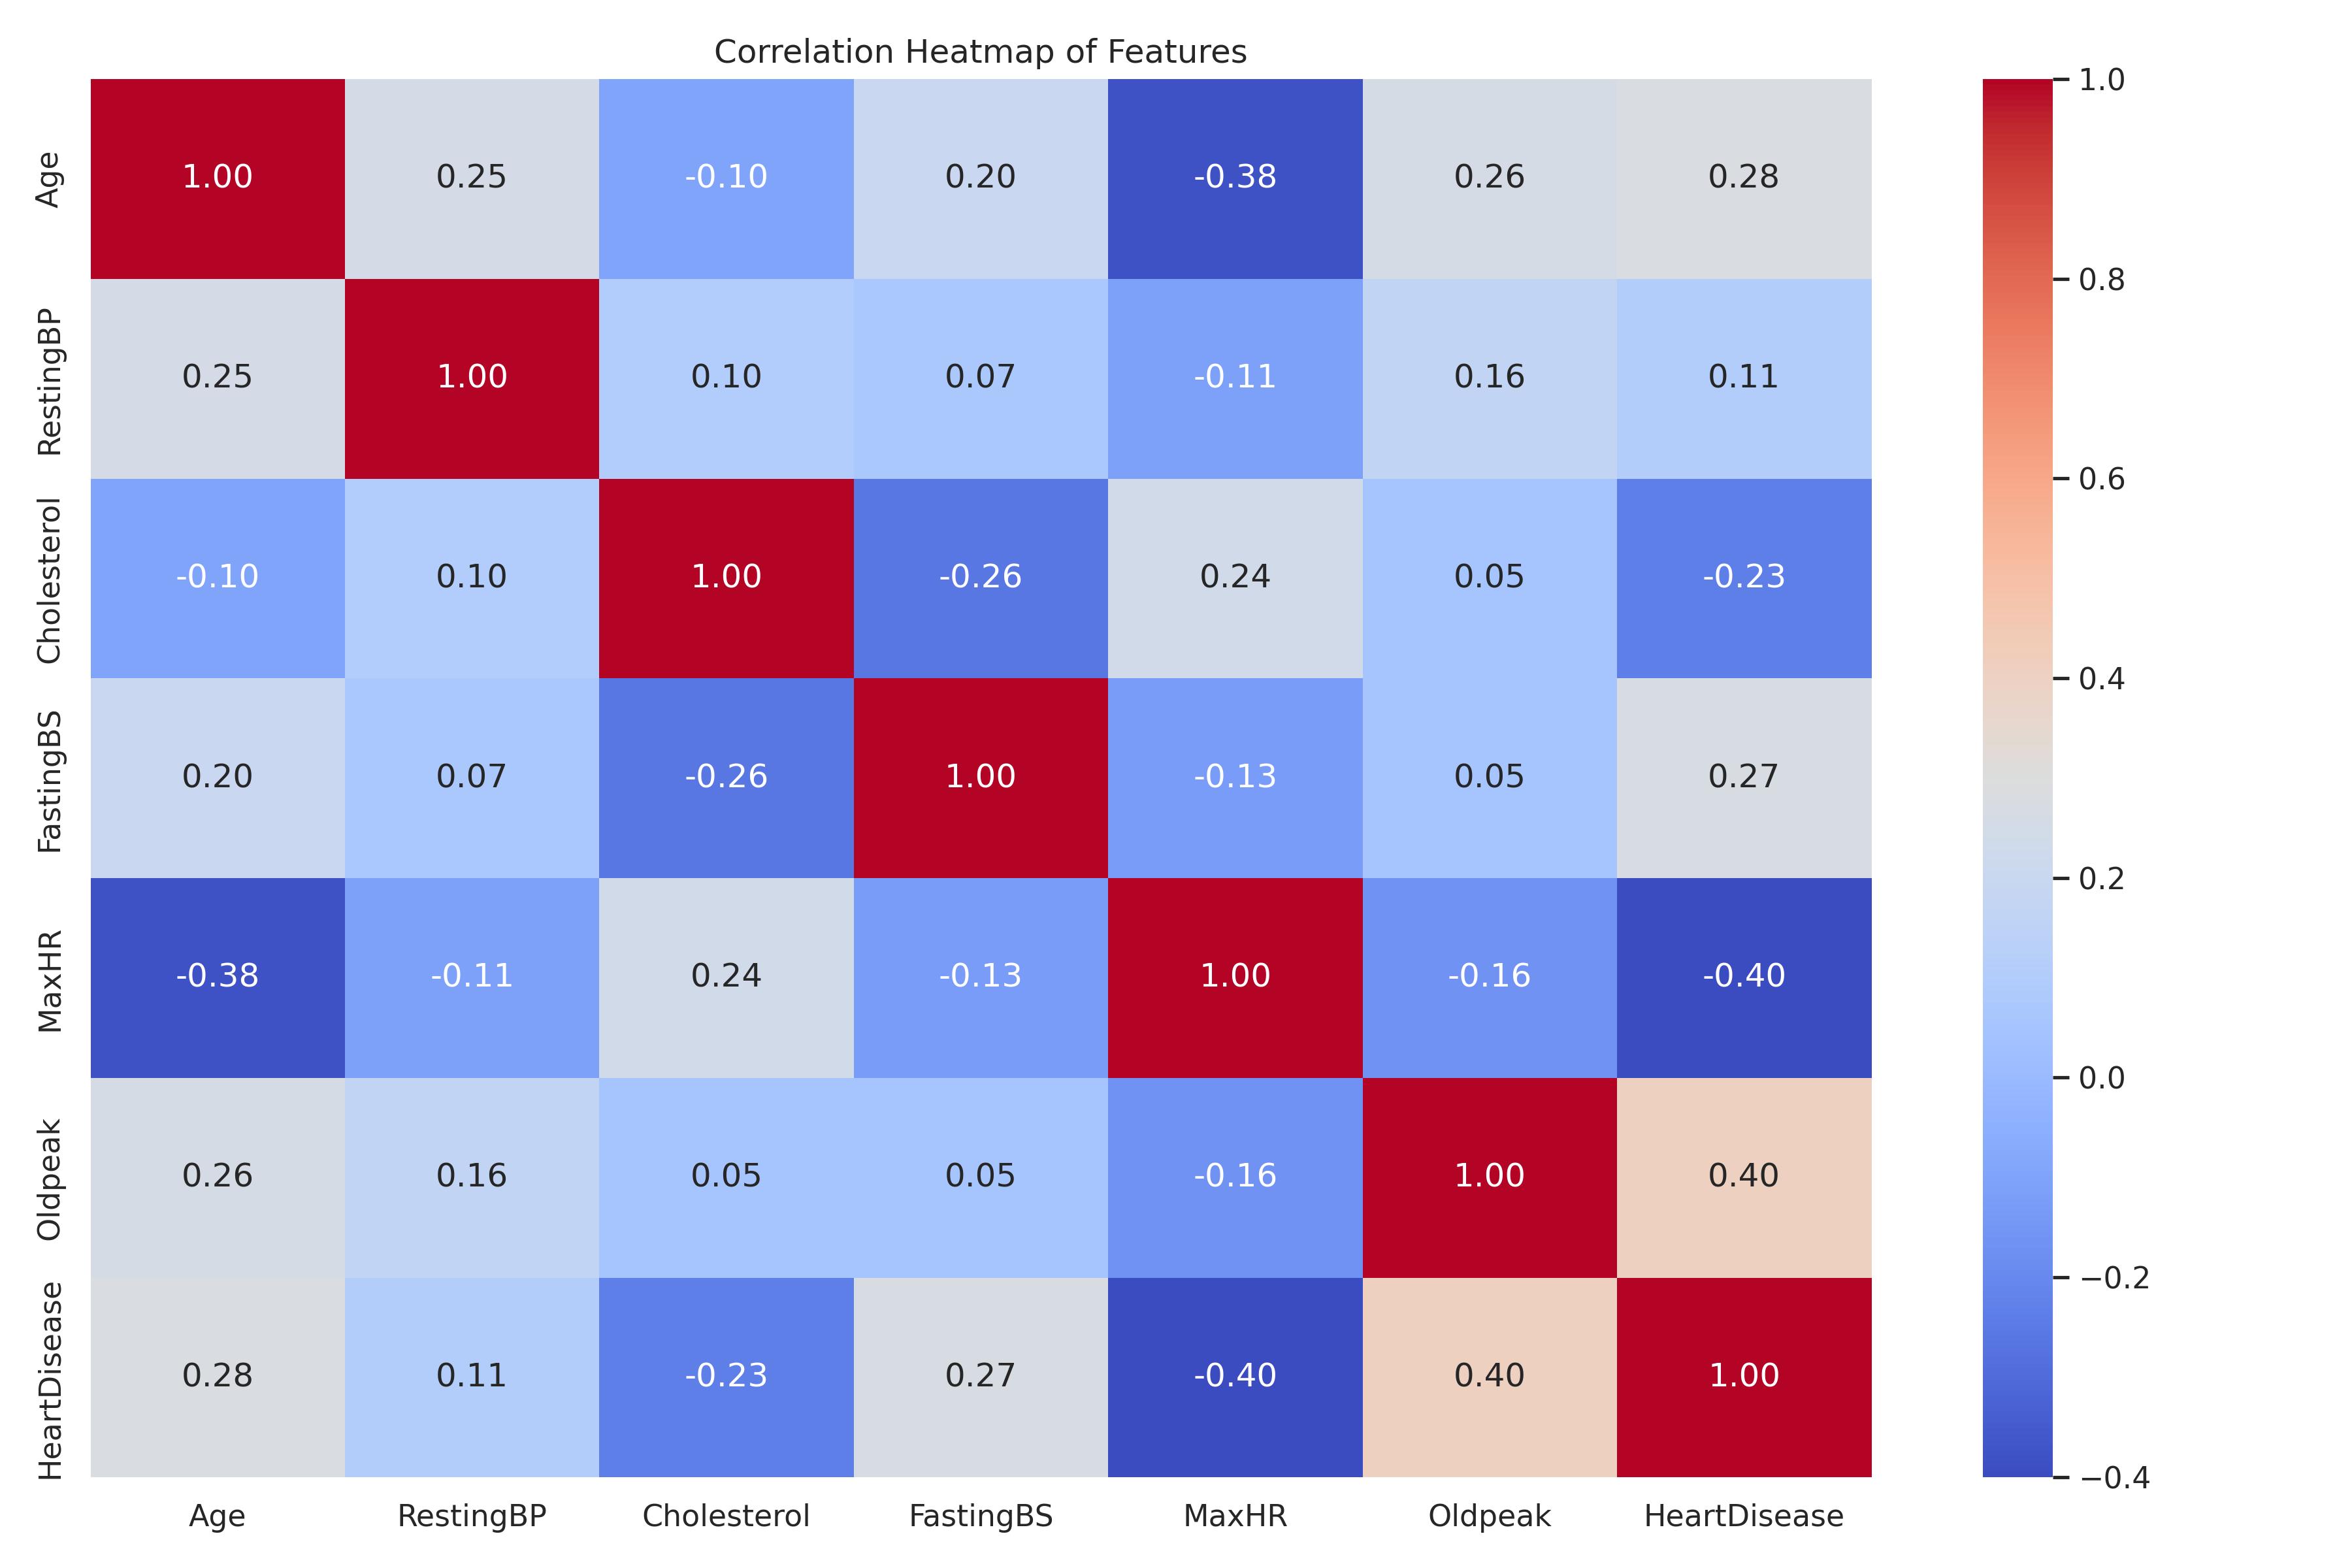 Correlation Heatmap of Features
Age 1.00 0.25 -0.10 0.20 -0.38 0.26 0.28
RestingBP 0.25 1.00 0.10 0.07 -0.11 0.16 0.11
Cholesterol -0.10 0.10 1.00 -0.26 0.24 0.05 -0.23
FastingBS 0.20 0.07 -0.26 1.00 -0.13 0.05 0.27
MaxHR -0.38 -0.11 0.24 -0.13 1.00 -0.16 -0.40
Oldpeak 0.26 0.16 0.05 0.05 -0.16 1.00 0.40
HeartDisease 0.28 0.11 -0.23 0.27 -0.40 0.40 1.00
Age RestingBP Cholesterol FastingBS MaxHR Oldpeak HeartDisease
1.0
0.8
0.6
0.4
0.2
0.0
−0.2
−0.4